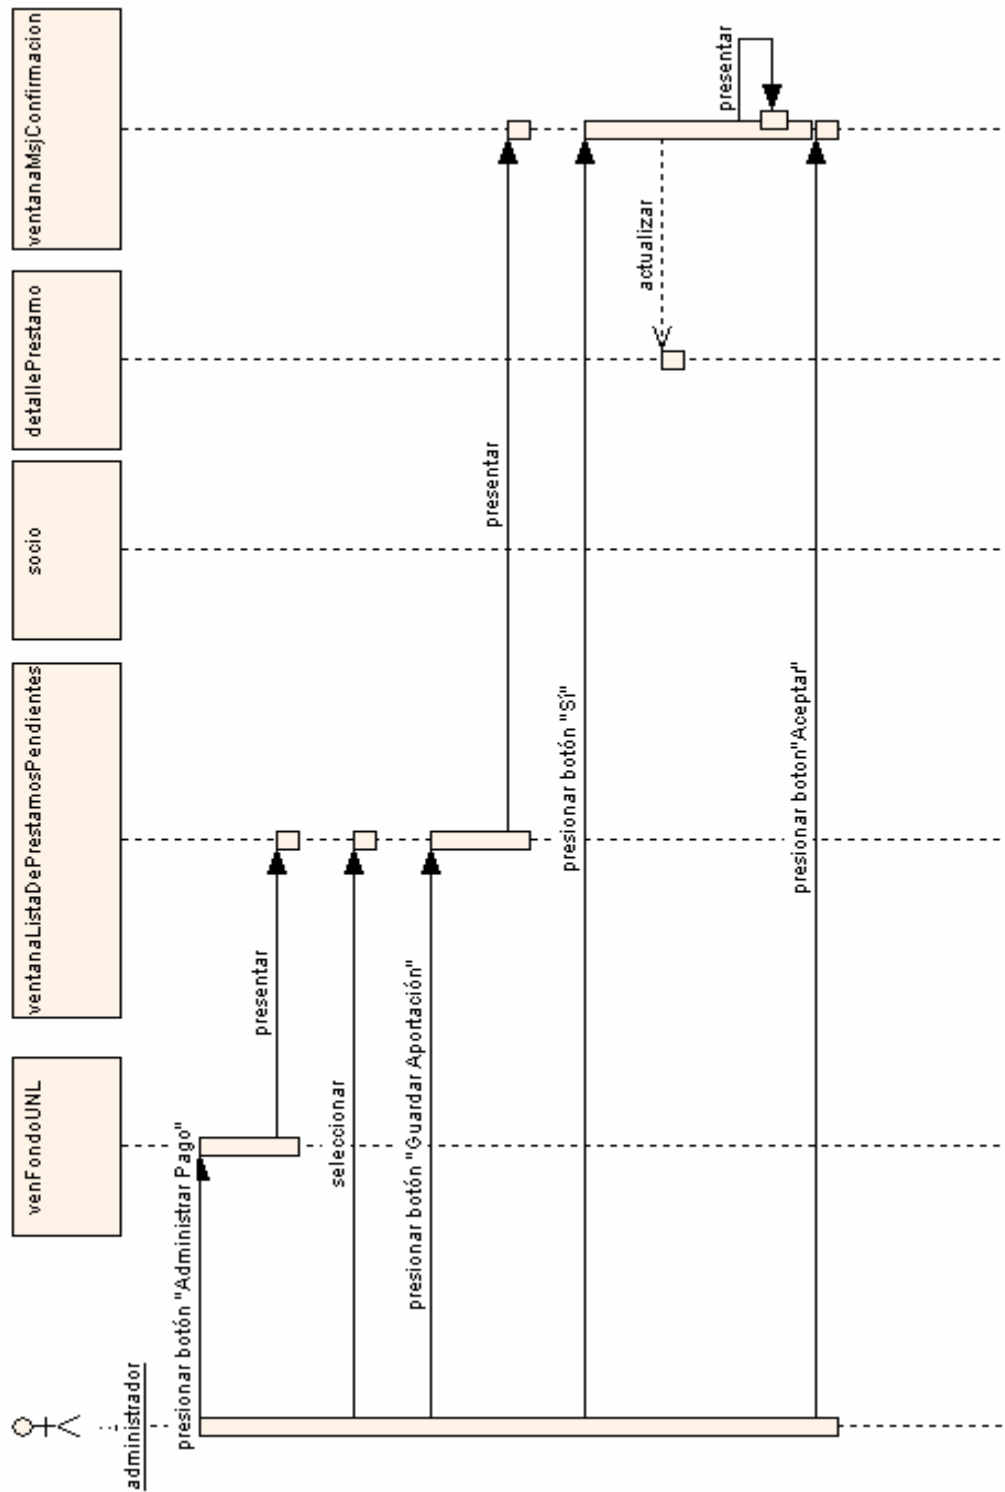 administrador
venFondoUNL
ventanaListaDePrestamosPendientes
socio
detallePrestamo
ventanaMsjConfirmacion
presionar botón "Administrar Pago"
presentar
seleccionar
presionar botón "Guardar Aportación"
presentar
presionar botón "Sí"
actualizar
presentar
presionar boton"Aceptar"